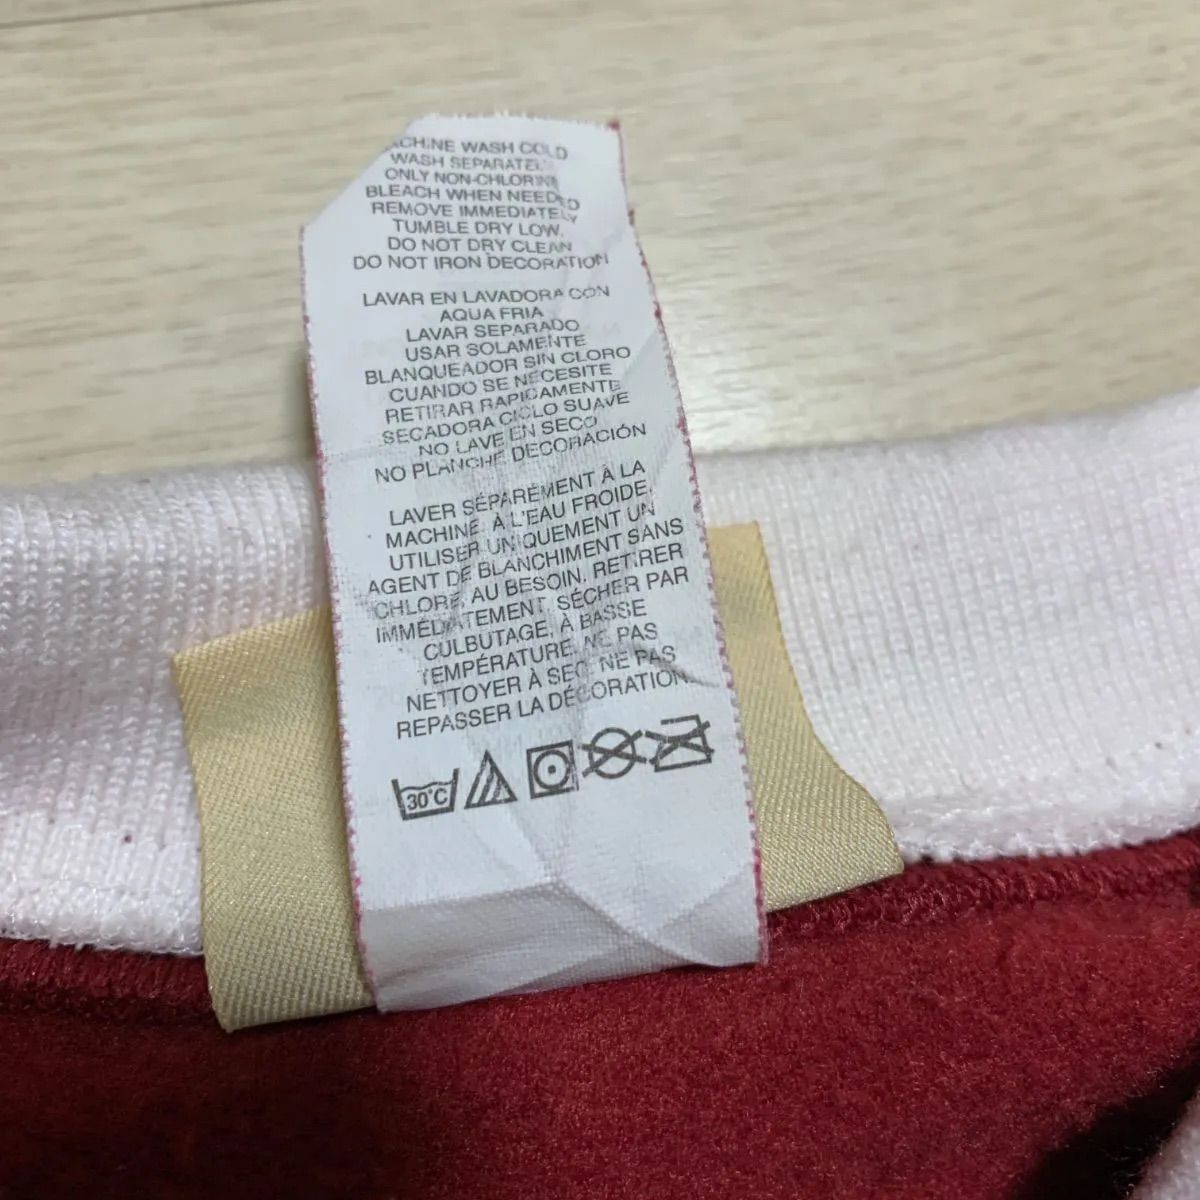 MACHINE WASH COLD
WASH SEPARATELY
ONLY NON-CHLORINE
BLEACH WHEN NEEDED
REMOVE IMMEDIATELY
TUMBLE DRY LOW.
DO NOT DRY CLEAN
DO NOT IRON DECORATION
LAVAR EN LAVADORA CON
AQUA FRIA
LAVAR SEPARADO
USAR SOLAMENTE
BLANQUEADOR SIN CLORO
CUANDO SE NECESITE
RETIRAR RAPICAMENTE
SECADORA CICLO SUAVE
NO LAVE EN SECO
NO PLANCHE DECORACIÓN
LAVER SÉPARÉMENT À LA
MACHINE, À L'EAU FROIDE,
UTILISER UNIQUEMENT UN
AGENT DE BLANCHIMENT SANS
CHLORE, AU BESOIN, RETIRER
IMMÉDIATEMENT, SÉCHER PAR
CULBUTAGE, À BASSE
TEMPÉRATURE, NE PAS
NETTOYER À SEC, NE PAS
REPASSER LA DÉCORATION
30°C